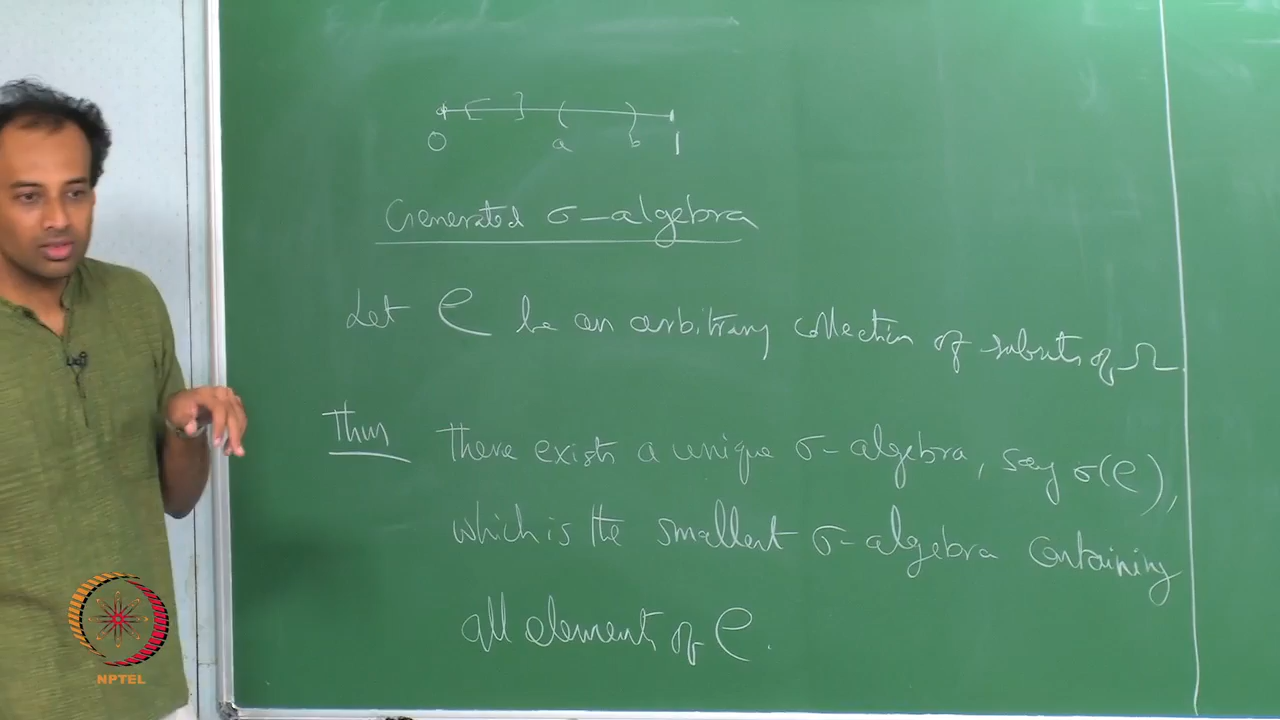 0 a b 1
Generated σ-algebra
Let C be an arbitrary collection of subsets of Ω
Thm There exists a unique σ-algebra, say σ(C),
which is the smallest σ-algebra containing
all elements of C.
NPTEL